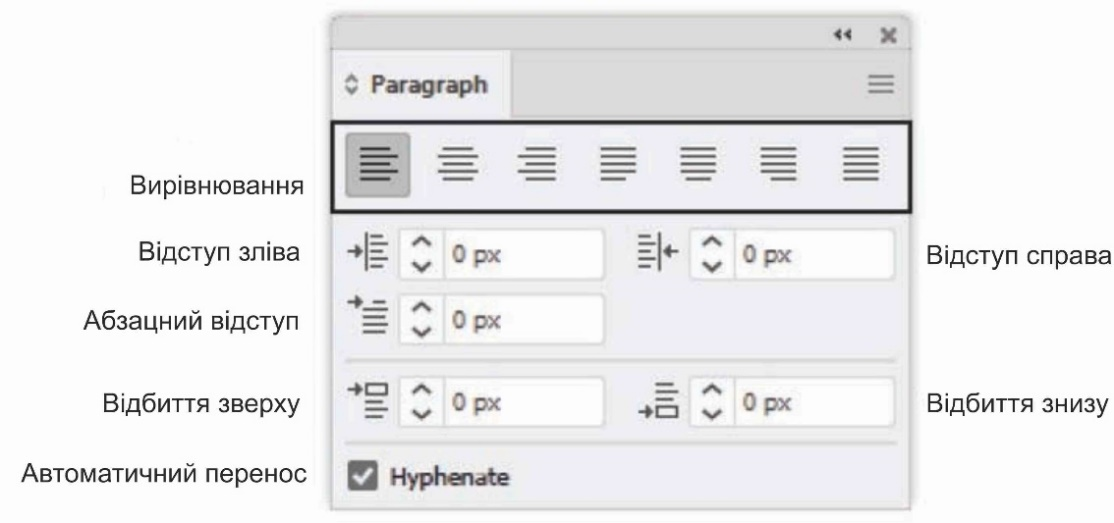 Paragraph
Вирівнювання
Відступ зліва 0 px 0 px Відступ справа
Абзацний відступ 0 px
Відбиття зверху 0 px 0 px Відбиття знизу
Автоматичний перенос Hyphenate